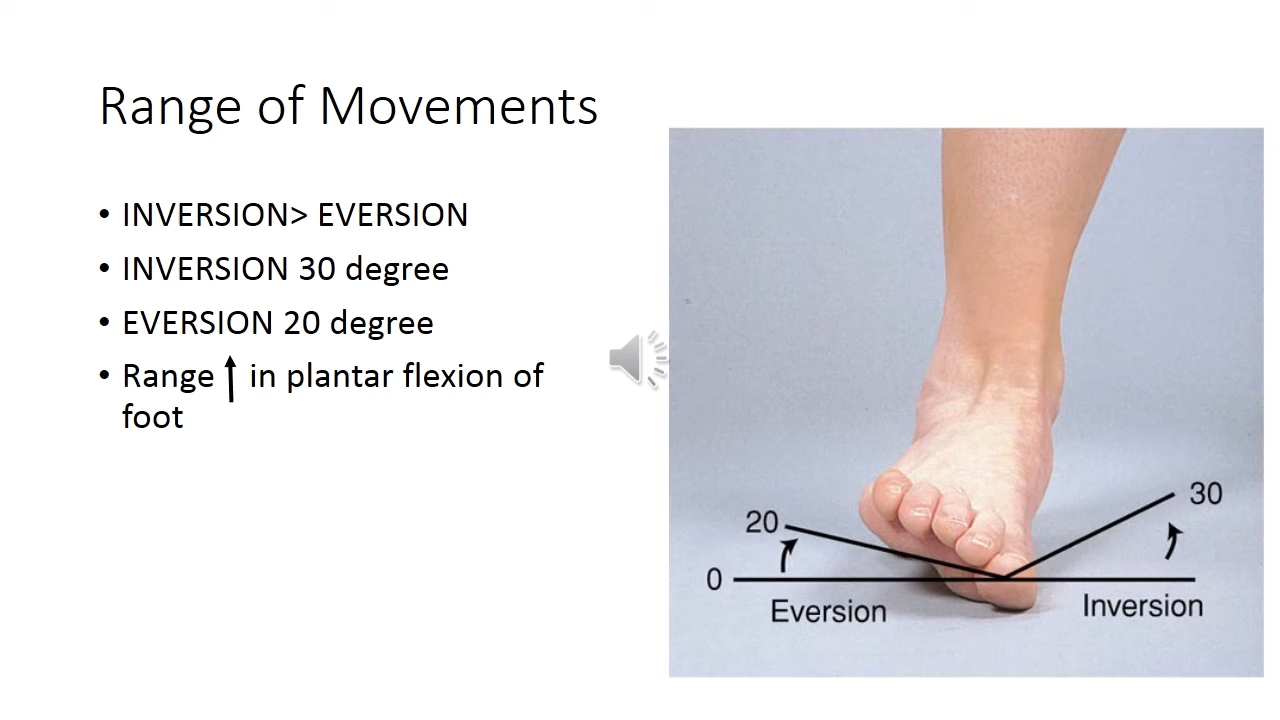 Range of Movements
• INVERSION> EVERSION
• INVERSION 30 degree
• EVERSION 20 degree
• Range ↑ in plantar flexion of
foot
20
30
0
Eversion
Inversion